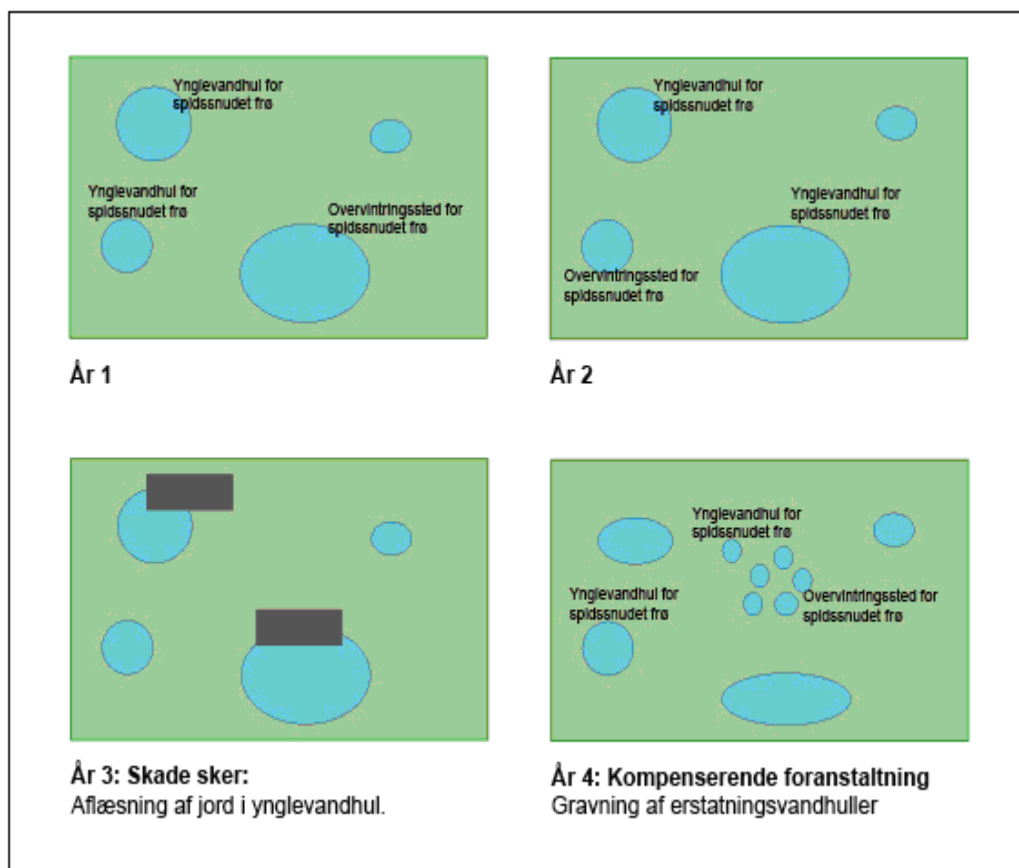 Ynglevandhul for
spidssnudet frø
Ynglevandhul for
spidssnudet frø
Overvintringssted for
spidssnudet frø
År 1
Ynglevandhul for
spidssnudet frø
Ynglevandhul for
spidssnudet frø
Overvintringssted for
spidssnudet frø
År 2
År 3: Skade sker:
Aflæsning af jord i ynglevandhul.
Ynglevandhul for
spidssnudet frø
Ynglevandhul for
spidssnudet frø
Overvintringssted for
spidssnudet frø
År 4: Kompenserende foranstaltning
Gravning af erstatningsvandhuller